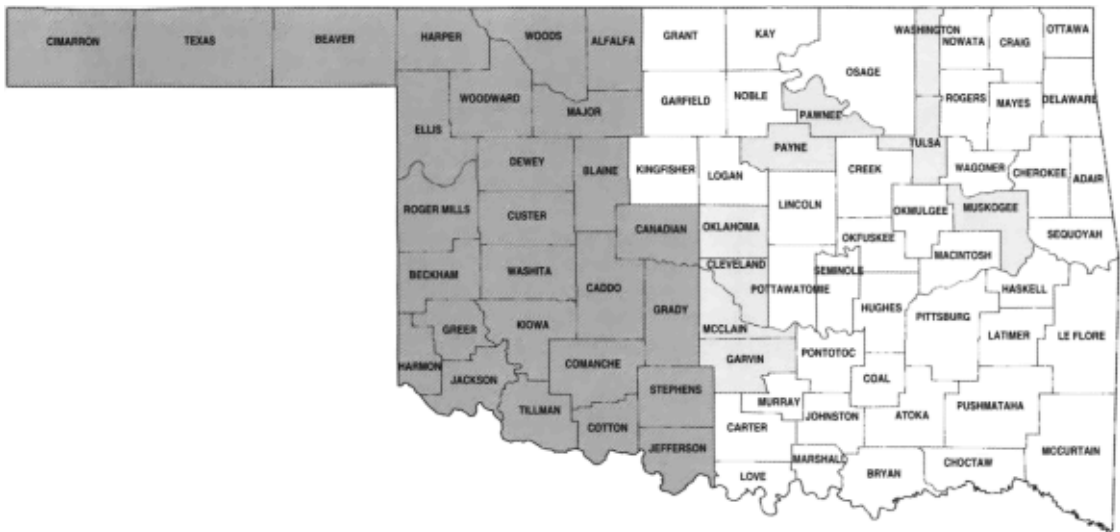 CIMARRON
TEXAS
BEAVER
HARPER
WOODS
ALFALFA
GRANT
KAY
WASHINGTON
NOWATA
CRAIG
OTTAWA
OSAGE
WOODWARD
MAJOR
GARFIELD
NOBLE
PAWNEE
ROGERS
MAYES
DELAWARE
ELLIS
DEWEY
BLAINE
KINGFISHER
LOGAN
PAYNE
CREEK
TULSA
WAGONER
CHEROKEE
ADAIR
ROGER MILLS
CUSTER
CANADIAN
OKLAHOMA
LINCOLN
OKMULGEE
MUSKOGEE
OKFUSKEE
SEQUOYAH
BECKHAM
WASHITA
CADDO
CLEVELAND
POTTAWATOMIE
SEMINOLE
MACINTOSH
HASKELL
GREER
KIOWA
GRADY
MCCLAIN
HUGHES
PITTSBURG
LATIMER
LE FLORE
HARMON
JACKSON
COMANCHE
GARVIN
PONTOTOC
COAL
TILLMAN
COTTON
STEPHENS
MURRAY
JOHNSTON
ATOKA
PUSHMATAHA
JEFFERSON
CARTER
LOVE
MARSHALL
BRYAN
CHOCTAW
MCCURTAIN